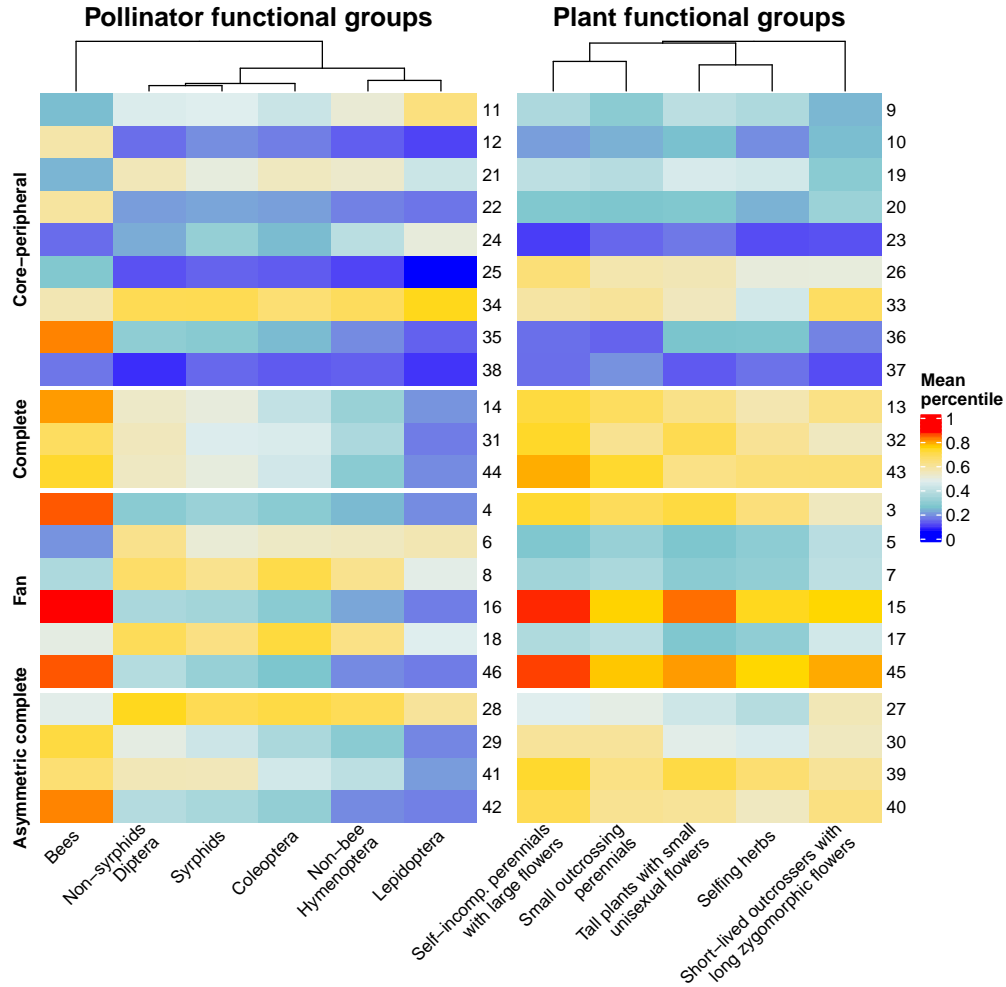 Pollinator functional groups
Plant functional groups
Core−peripheral
11
12
21
22
24
25
34
35
38
9
10
19
20
23
26
33
36
37
Complete
14
31
44
13
32
43
Fan
4
6
8
16
18
46
3
5
7
15
17
45
Asymmetric complete
28
29
41
42
27
30
39
40
Mean
percentile
1
0.8
0.6
0.4
0.2
0
Bees
Non−syrphids
Diptera
Syrphids
Coleoptera
Non−bee
Hymenoptera
Lepidoptera
Self−incomp. perennials
with large flowers
Small outcrossing
perennials
Tall plants with small
unisexual flowers
Selfing herbs
Short−lived outcrossers with
long zygomorphic flowers